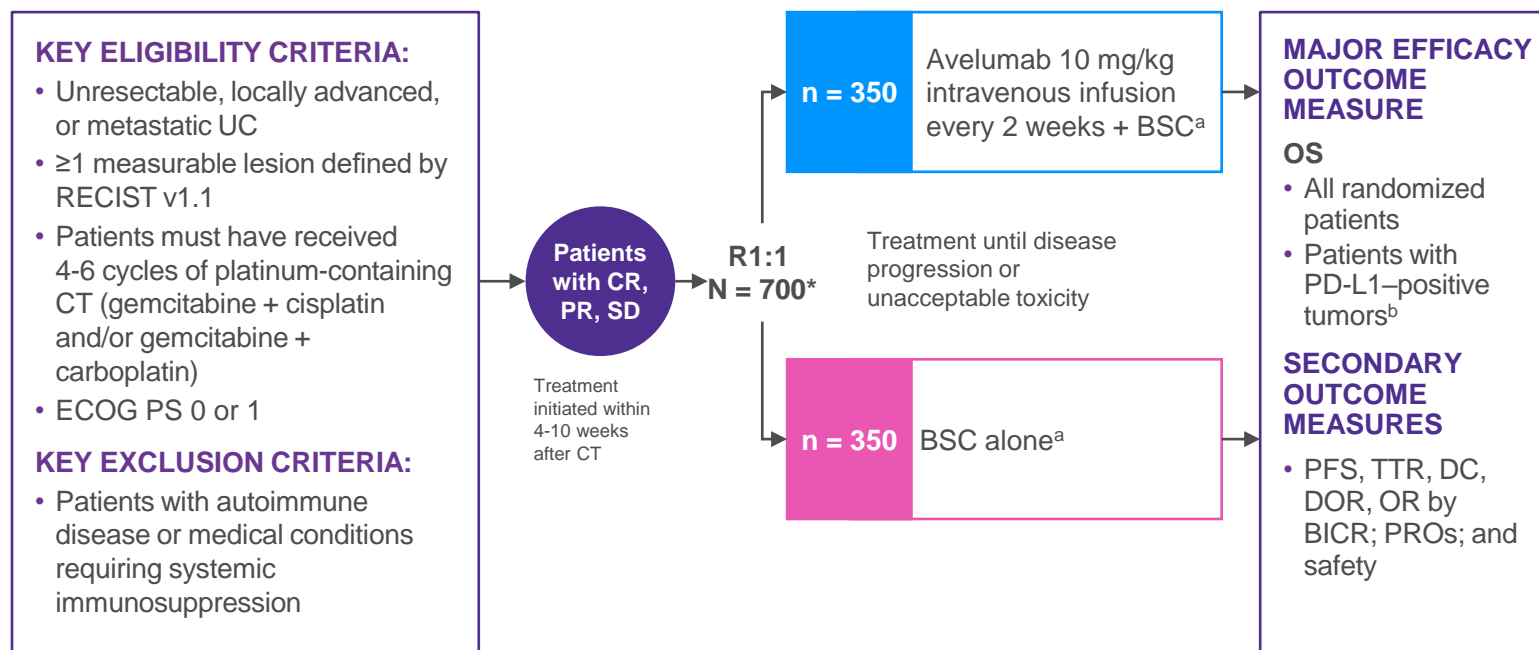 KEY ELIGIBILITY CRITERIA:
• Unresectable, locally advanced,
or metastatic UC
• ≥1 measurable lesion defined by
RECIST v1.1
• Patients must have received
4-6 cycles of platinum-containing
CT (gemcitabine + cisplatin
and/or gemcitabine +
carboplatin)
• ECOG PS 0 or 1
KEY EXCLUSION CRITERIA:
• Patients with autoimmune
disease or medical conditions
requiring systemic
immunosuppression
Patients
with CR,
PR, SD
Treatment
initiated within
4-10 weeks
after CT
R1:1
N = 700*
n = 350
Avelumab 10 mg/kg
intravenous infusion
every 2 weeks + BSCᵃ
Treatment until disease
progression or
unacceptable toxicity
n = 350
BSC aloneᵃ
MAJOR EFFICACY
OUTCOME
MEASURE
OS
• All randomized
patients
• Patients with
PD-L1–positive
tumorsᵇ
SECONDARY
OUTCOME
MEASURES
• PFS, TTR, DC,
DOR, OR by
BICR; PROs; and
safety